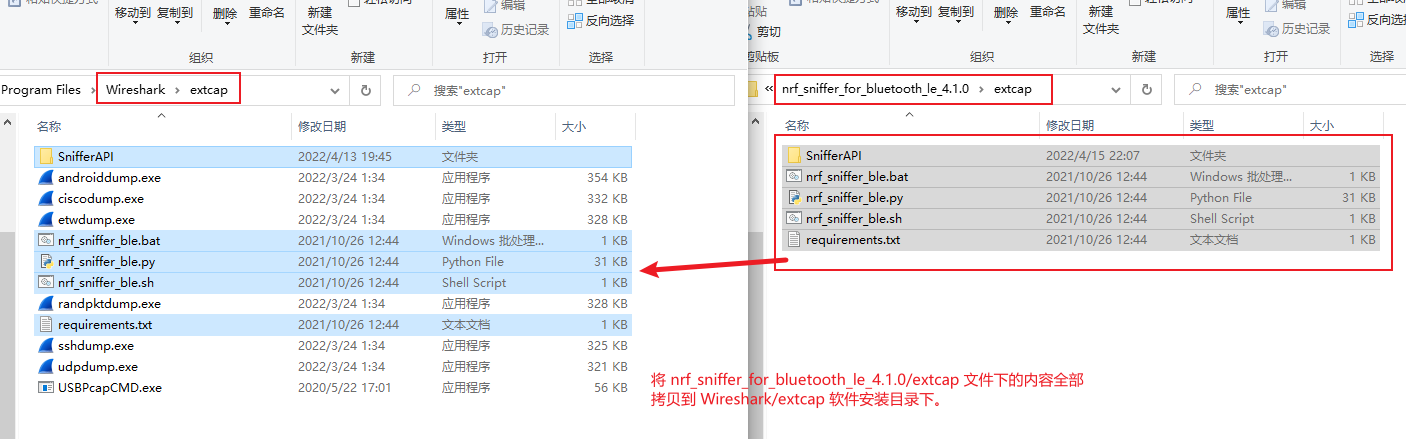 移动到 复制到 删除 重命名 新建 文件夹 属性 编辑 历史记录 反向选择
组织 新建 打开 选择
Program Files > Wireshark > extcap 搜索"extcap"
名称 修改日期 类型 大小
SnifferAPI 2022/4/13 19:45 文件夹
androiddump.exe 2022/3/24 1:34 应用程序 354 KB
ciscodump.exe 2022/3/24 1:34 应用程序 332 KB
etwdump.exe 2022/3/24 1:34 应用程序 328 KB
nrf_sniffer_ble.bat 2021/10/26 12:44 Windows 批处理... 1 KB
nrf_sniffer_ble.py 2021/10/26 12:44 Python File 31 KB
nrf_sniffer_ble.sh 2021/10/26 12:44 Shell Script 1 KB
randpktdump.exe 2022/3/24 1:34 应用程序 328 KB
requirements.txt 2021/10/26 12:44 文本文档 1 KB
sshdump.exe 2022/3/24 1:34 应用程序 325 KB
udpdump.exe 2022/3/24 1:34 应用程序 321 KB
USBPcapCMD.exe 2020/5/22 17:01 应用程序 56 KB
粘贴 移动到 复制到 删除 重命名 新建 文件夹 属性 编辑 历史记录 反向选择
剪切
剪贴板 组织 新建 打开 选择
« nrf_sniffer_for_bluetooth_le_4.1.0 > extcap 搜索"extcap"
名称 修改日期 类型 大小
SnifferAPI 2022/4/15 22:07 文件夹
nrf_sniffer_ble.bat 2021/10/26 12:44 Windows 批处理... 1 KB
nrf_sniffer_ble.py 2021/10/26 12:44 Python File 31 KB
nrf_sniffer_ble.sh 2021/10/26 12:44 Shell Script 1 KB
requirements.txt 2021/10/26 12:44 文本文档 1 KB
将 nrf_sniffer_for_bluetooth_le_4.1.0/extcap 文件下的内容全部
拷贝到 Wireshark/extcap 软件安装目录下。